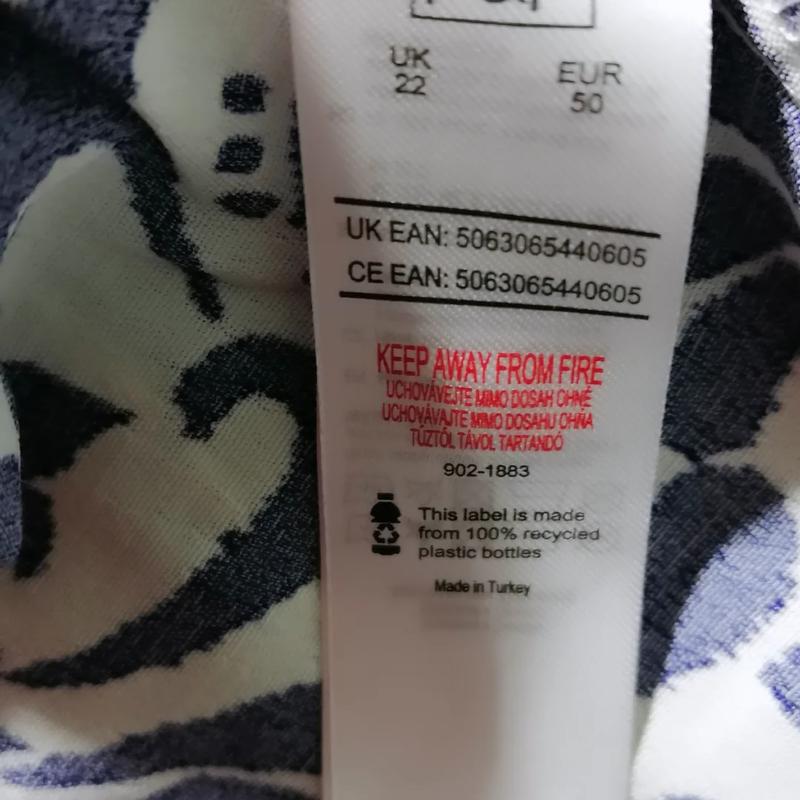 UK
22
EUR
50
UK EAN: 5063065440605
CE EAN: 5063065440605
KEEP AWAY FROM FIRE
UCHOVÁVEJTE MIMO DOSAH OHNĚ
UCHOVÁVAJTE MIMO DOSAHU OHŇA
TŰZTŐL TÁVOL TARTANDÓ
902-1883
This label is made
from 100% recycled
plastic bottles
Made in Turkey